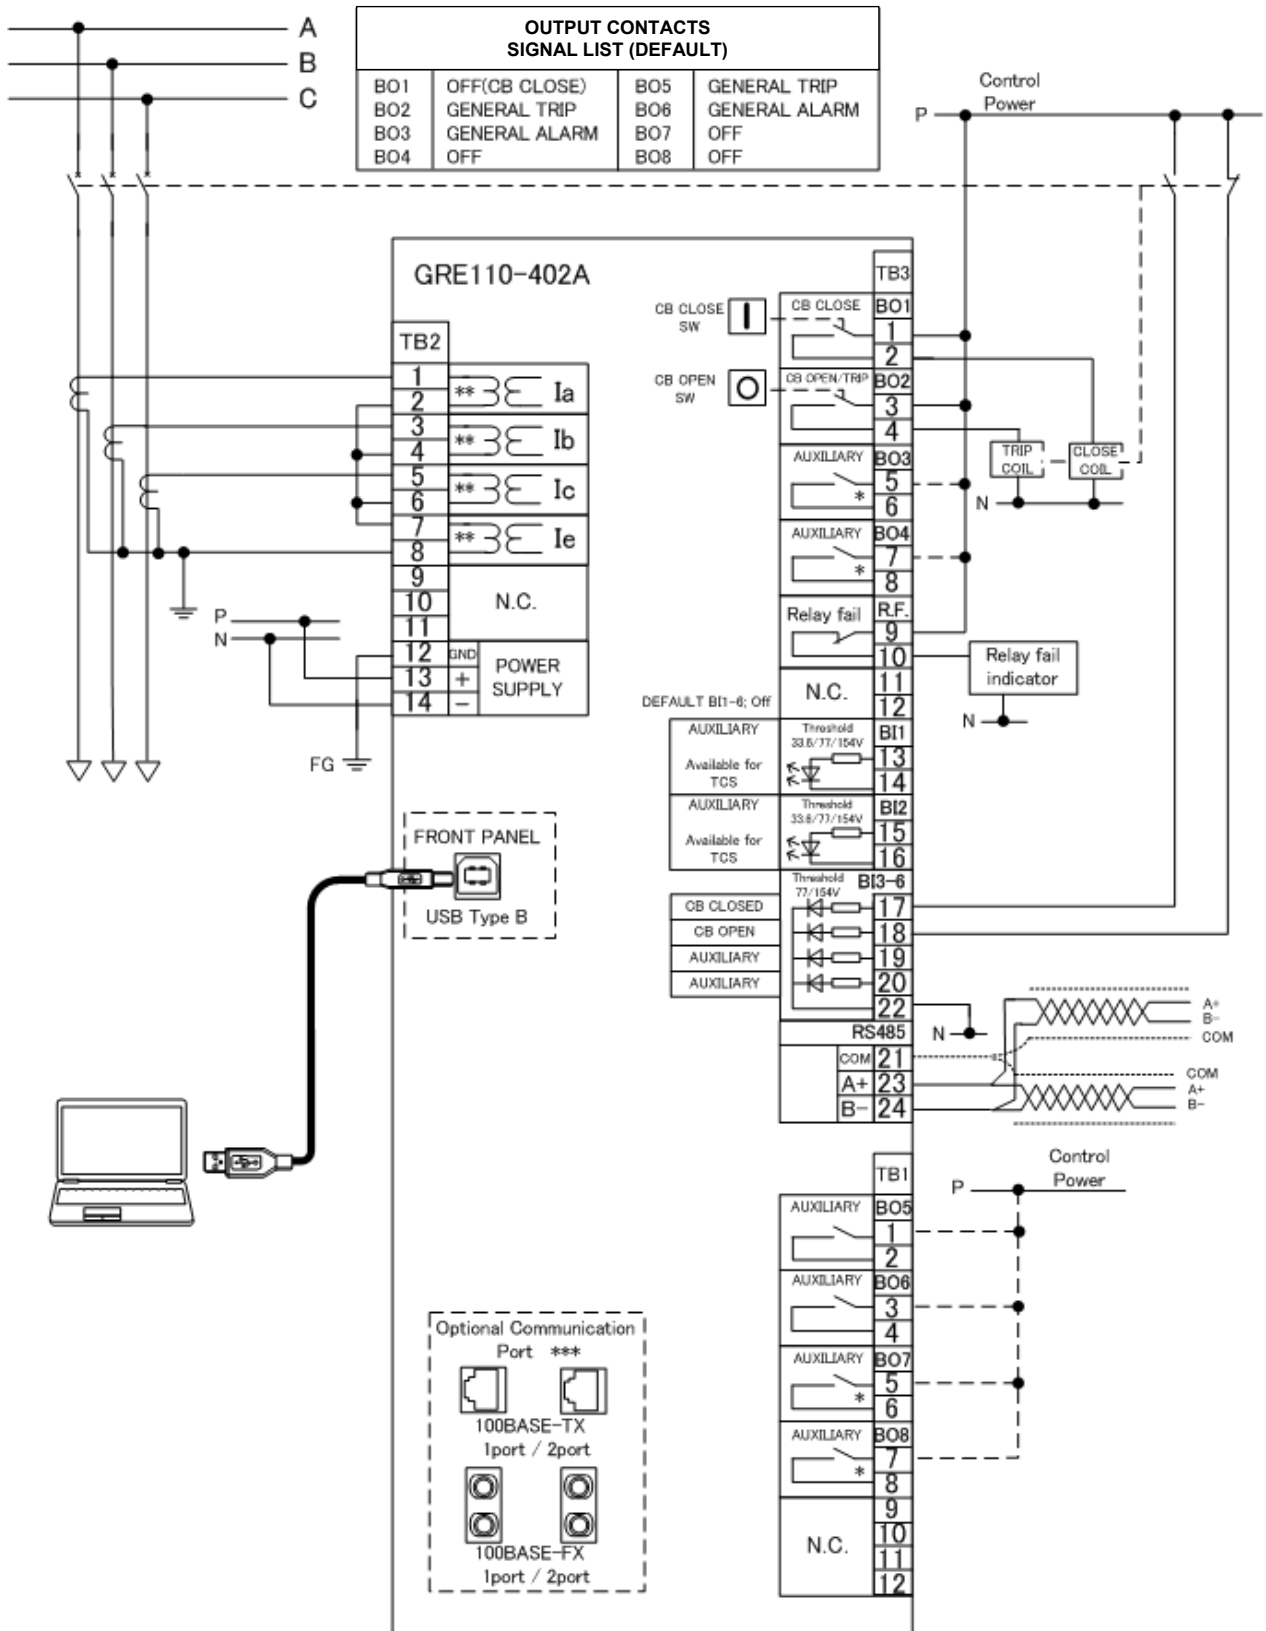 A
B
C
OUTPUT CONTACTS
SIGNAL LIST (DEFAULT)
BO1 OFF(CB CLOSE) BO5 GENERAL TRIP
BO2 GENERAL TRIP BO6 GENERAL ALARM
BO3 GENERAL ALARM BO7 OFF
BO4 OFF BO8 OFF
Control
Power
P
GRE110-402A
TB2
1
2
** Ia
3
4
** Ib
5
6
** Ic
7
8
** Ie
9
10
11
N.C.
12 GND
13 +
14 -
POWER
SUPPLY
P
N
FG
FRONT PANEL
USB Type B
TB3
CB CLOSE
SW
CB CLOSE BO1
1
2
CB OPEN
SW
CB OPEN/TRIP BO2
3
4
TRIP
COIL
CLOSE
COIL
N
AUXILIARY BO3
5
* 6
AUXILIARY BO4
7
* 8
Relay fail R.F.
9
10
Relay fail
indicator
N
N.C.
11
12
DEFAULT BI1-6; Off
AUXILIARY
Available for
TCS
Threshold
33.6/77/154V
BI1
13
14
AUXILIARY
Available for
TCS
Threshold
33.6/77/154V
BI2
15
16
Threshold
77/154V
BI3-6
CB CLOSED 17
CB OPEN 18
AUXILIARY 19
AUXILIARY 20
22
N
RS485
COM 21
A+ 23
B- 24
A+
B-
COM
COM
A+
B-
Control
Power
P
TB1
AUXILIARY BO5
1
2
AUXILIARY BO6
3
4
AUXILIARY BO7
5
* 6
AUXILIARY BO8
7
* 8
N.C.
9
10
11
12
Optional Communication
Port ***
100BASE-TX
1port / 2port
100BASE-FX
1port / 2port